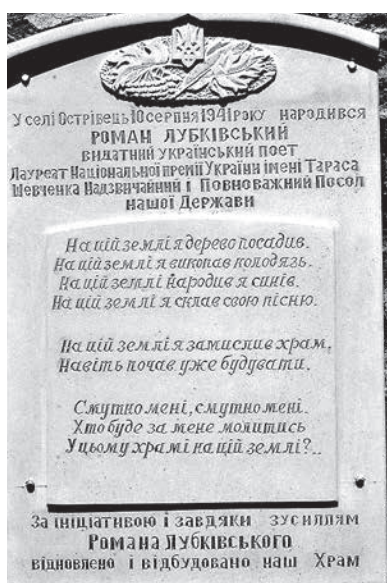 У селі Острівець 10 серпня 1941 року народився
РОМАН ЛУБКІВСЬКИЙ
видатний український поет
Лауреат Національної премії України імені Тараса
Шевченка Надзвичайний і Повноважний Посол
нашої Держави
На цій землі я дерево посадив.
На цій землі я викопав колодязь.
На цій землі народив я синів.
На цій землі я склав свою пісню.
На цій землі я замислив храм,
Навіть почав уже будувати.
Смутно мені, смутно мені.
Хто буде за мене молитись
У цьому храмі на цій землі?..
За ініціативою і завдяки зусиллям
Романа Лубківського
відновлено і відбудовано наш Храм